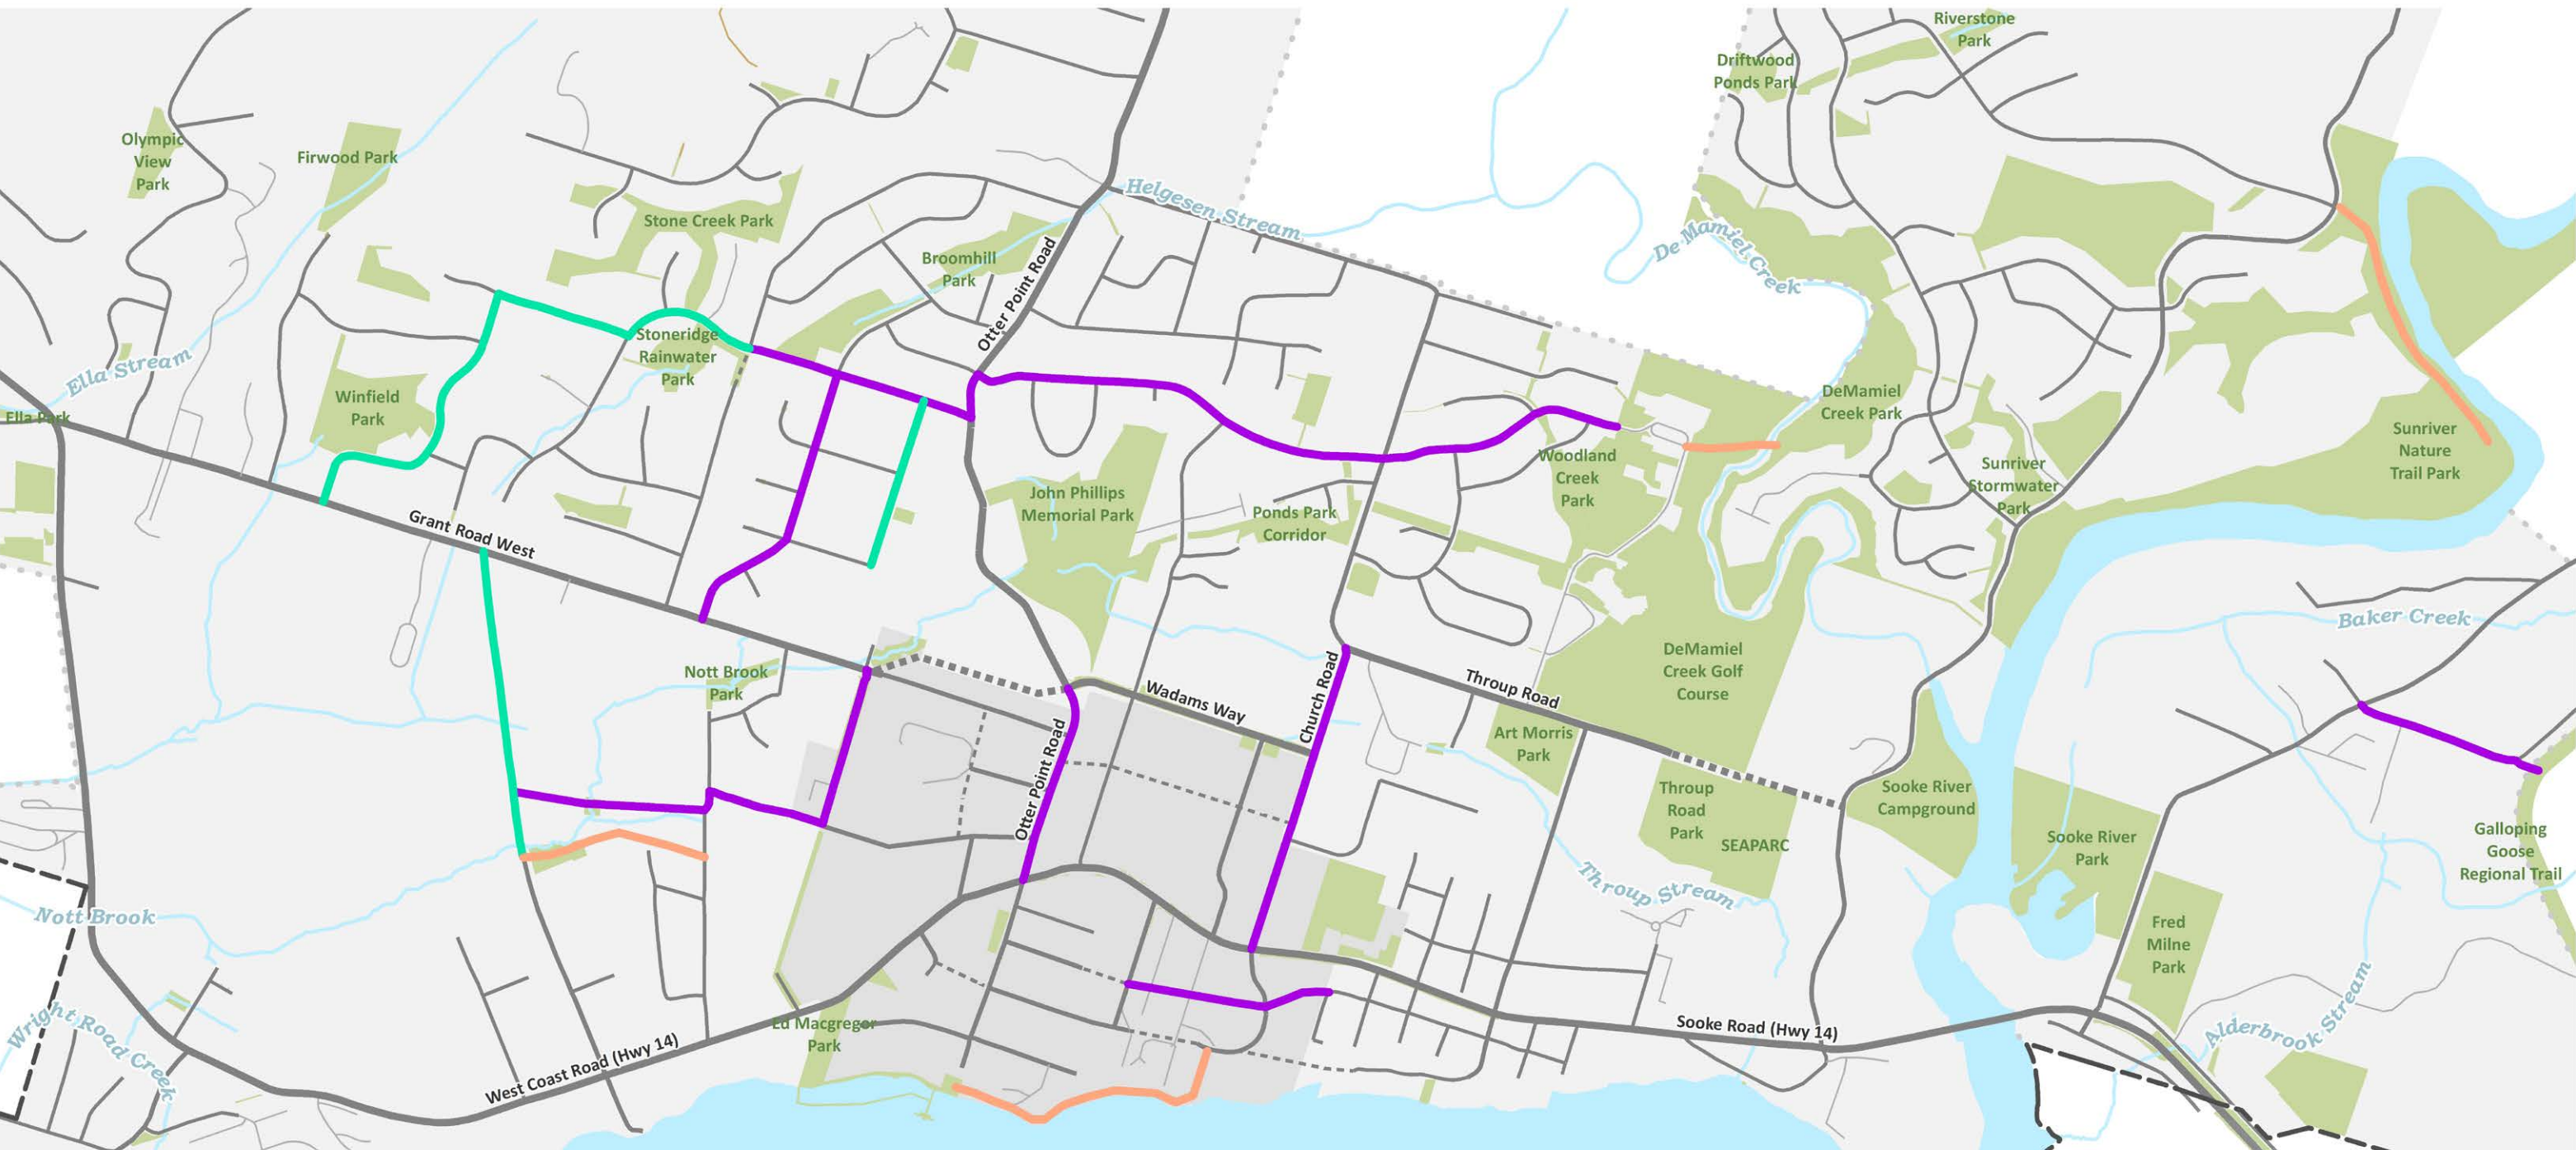 Riverstone
Park
Driftwood
Ponds Park
Olympic
View
Park
Firwood Park
Stone Creek Park
Helgesen Stream
De Mamiel Creek
Broomhill
Park
Otter Point Road
Stoneridge
Rainwater
Park
Ella Stream
Ella Park
Winfield
Park
DeMamiel
Creek Park
Sunriver
Nature
Trail Park
Sunriver
Stormwater
Park
Woodland
Creek
Park
John Phillips
Memorial Park
Ponds Park
Corridor
Grant Road West
Baker Creek
DeMamiel
Creek Golf
Course
Nott Brook
Park
Wadams Way
Church Road
Throup Road
Art Morris
Park
Otter Point Road
Throup
Road
Park
SEAPARC
Sooke River
Campground
Sooke River
Park
Galloping
Goose
Regional Trail
Throup Stream
Nott Brook
Fred
Milne
Park
Wright Road Creek
Ed Macgregor
Park
West Coast Road (Hwy 14)
Sooke Road (Hwy 14)
Alderbrook Stream